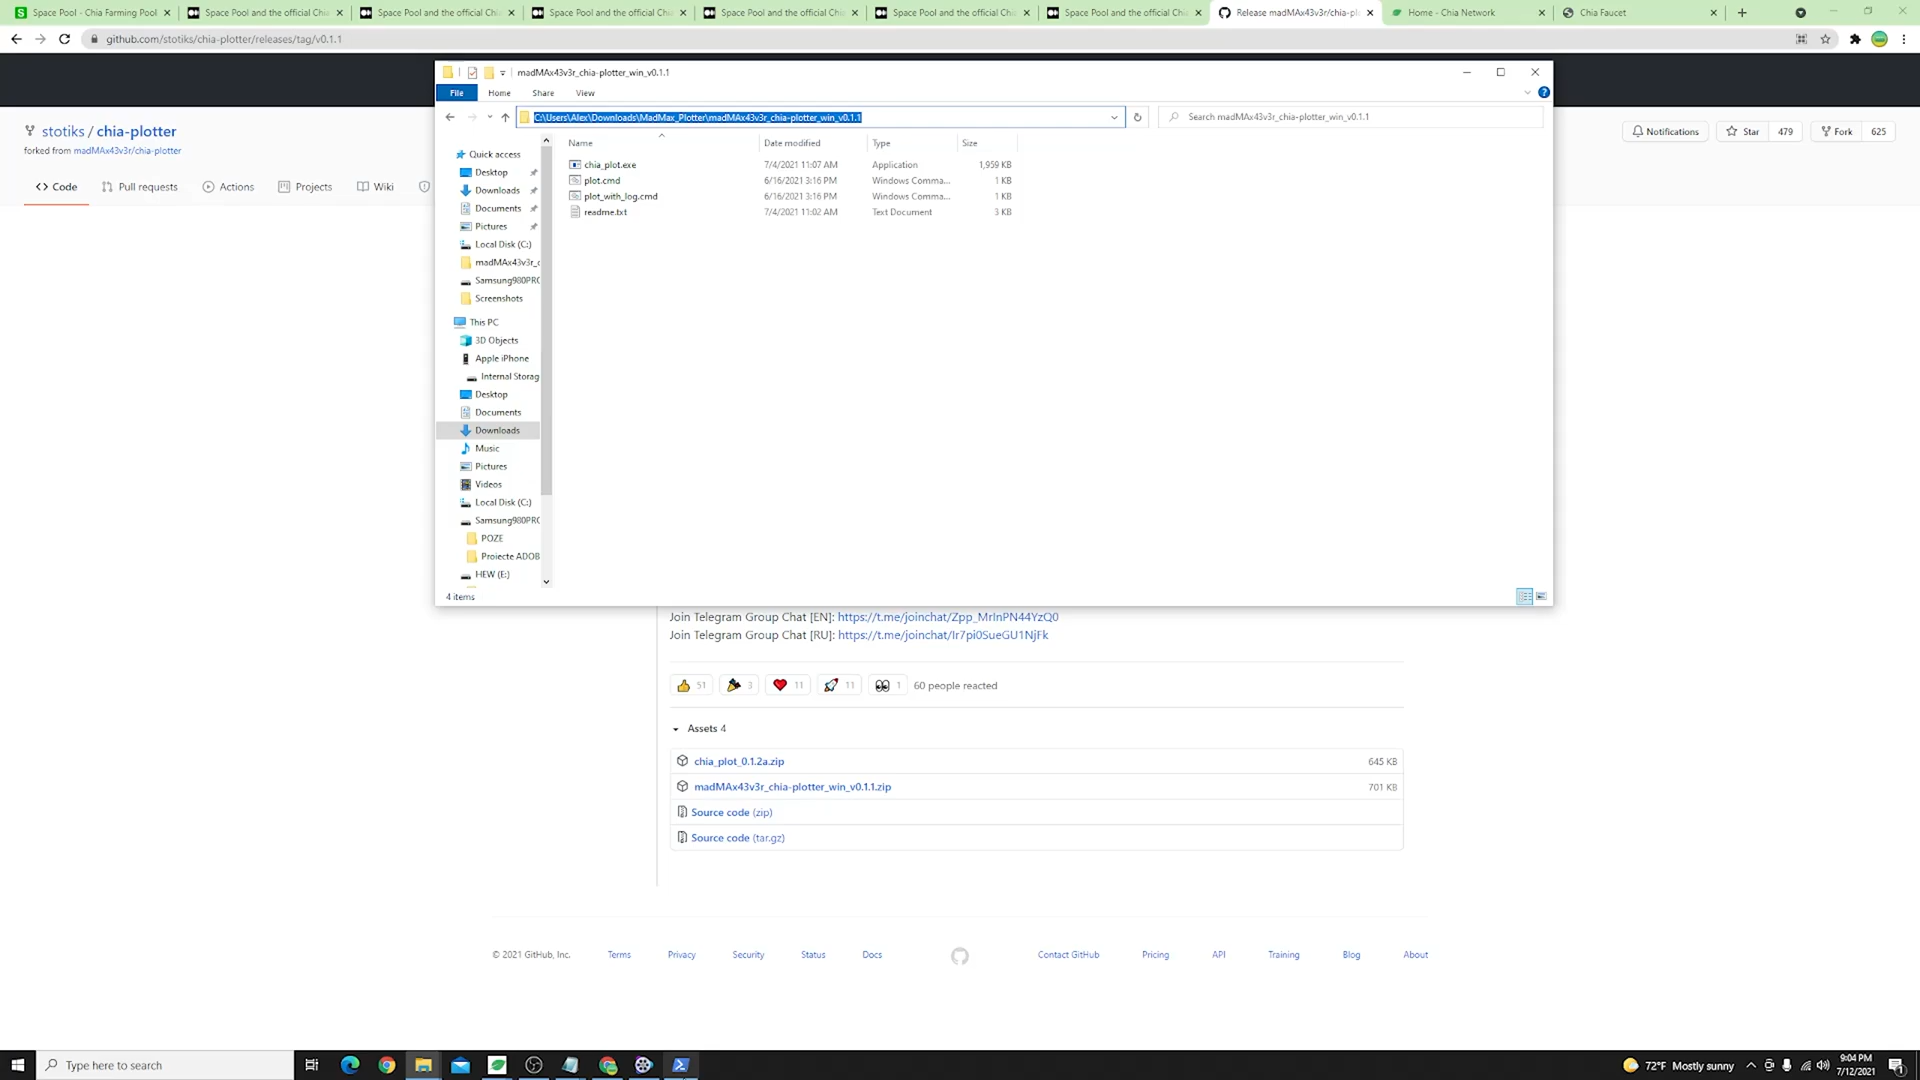 Space Pool - Chia Farming Pool
Space Pool and the official Chi
Space Pool and the official Chi
Space Pool and the official Chi
Space Pool and the official Chi
Space Pool and the official Chi
Space Pool and the official Chi
Release madMAx43v3r/chia-pl
Home - Chia Network
Chia Faucet
github.com/stotiks/chia-plotter/releases/tag/v0.1.1
madMAx43v3r_chia-plotter_win_v0.1.1
File Home Share View
C:\Users\Alex\Downloads\MadMax_Plotter\madMAx43v3r_chia-plotter_win_v0.1.1
Search madMAx43v3r_chia-plotter_win_v0.1.1
stotiks / chia-plotter
forked from madMAx43v3r/chia-plotter
Notifications Star 479 Fork 625
Code Pull requests Actions Projects Wiki
Name Date modified Type Size
chia_plot.exe 7/4/2021 11:07 AM Application 1,959 KB
plot.cmd 6/16/2021 3:16 PM Windows Comma... 1 KB
plot_with_log.cmd 6/16/2021 3:16 PM Windows Comma... 1 KB
readme.txt 7/4/2021 11:02 AM Text Document 3 KB
Quick access
Desktop
Downloads
Documents
Pictures
Local Disk (C:)
madMAx43v3r_c
Samsung980PRO
Screenshots
This PC
3D Objects
Apple iPhone
Internal Storag
Desktop
Documents
Downloads
Music
Pictures
Videos
Local Disk (C:)
Samsung980PRO
POZE
Proiecte ADOB
HEW (E:)
4 items
Join Telegram Group Chat [EN]: https://t.me/joinchat/Zpp_MrlnPN44YzQ0
Join Telegram Group Chat [RU]: https://t.me/joinchat/Ir7pi0SueGU1NjFk
51 3 11 11 1 60 people reacted
Assets 4
chia_plot_0.1.2a.zip 645 KB
madMAx43v3r_chia-plotter_win_v0.1.1.zip 701 KB
Source code (zip)
Source code (tar.gz)
© 2021 GitHub, Inc. Terms Privacy Security Status Docs Contact GitHub Pricing API Training Blog About
Type here to search
72°F Mostly sunny
9:04 PM
7/12/2021
1